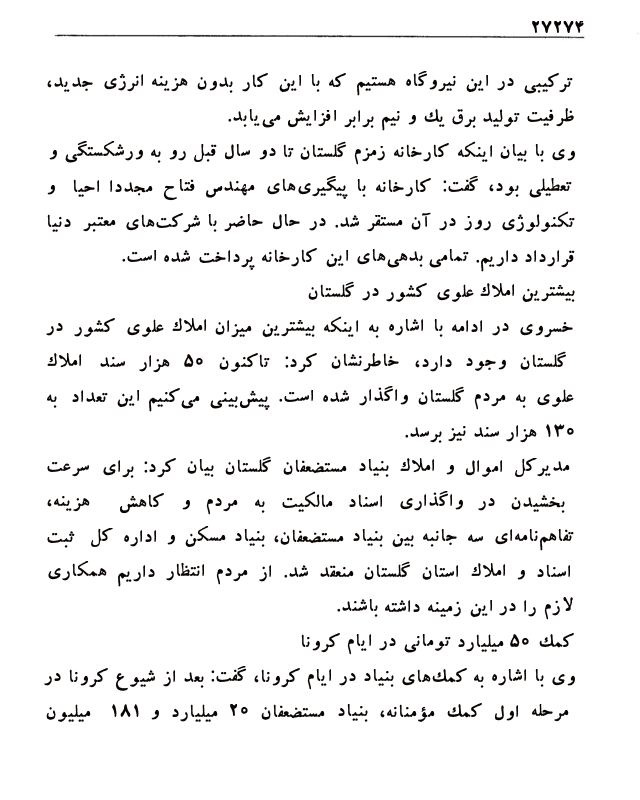 ۲۷۲۷۴
ترکیبی در این نیروگاه هستیم که با این کار بدون هزینه انرژی جدید،
ظرفیت تولید برق یك و نیم برابر افزایش می‌یابد.
وی با بیان اینکه کارخانه زمزم گلستان تا دو سال قبل رو به ورشکستگی و
تعطیلی بود، گفت: کارخانه با پیگیری‌های مهندس فتاح مجددا احیا و
تکنولوژی روز در آن مستقر شد. در حال حاضر با شرکت‌های معتبر دنیا
قرارداد داریم. تمامی بدهی‌های این کارخانه پرداخت شده است.
بیشترین املاك علوی کشور در گلستان
خسروی در ادامه با اشاره به اینکه بیشترین میزان املاك علوی کشور در
گلستان وجود دارد، خاطرنشان کرد: تاکنون ۵۰ هزار سند املاك
علوی به مردم گلستان واگذار شده است. پیش‌بینی می‌کنیم این تعداد به
۱۳۰ هزار سند نیز برسد.
مدیرکل اموال و املاك بنیاد مستضعفان گلستان بیان کرد: برای سرعت
بخشیدن در واگذاری اسناد مالکیت به مردم و کاهش هزینه،
تفاهم‌نامه‌ای سه جانبه بین بنیاد مستضعفان، بنیاد مسکن و اداره کل ثبت
اسناد و املاك استان گلستان منعقد شد. از مردم انتظار داریم همکاری
لازم را در این زمینه داشته باشند.
کمك ۵۰ میلیارد تومانی در ایام کرونا
وی با اشاره به کمك‌های بنیاد در ایام کرونا، گفت: بعد از شیوع کرونا در
مرحله اول کمك مؤمنانه، بنیاد مستضعفان ۲۰ میلیارد و ۱۸۱ میلیون